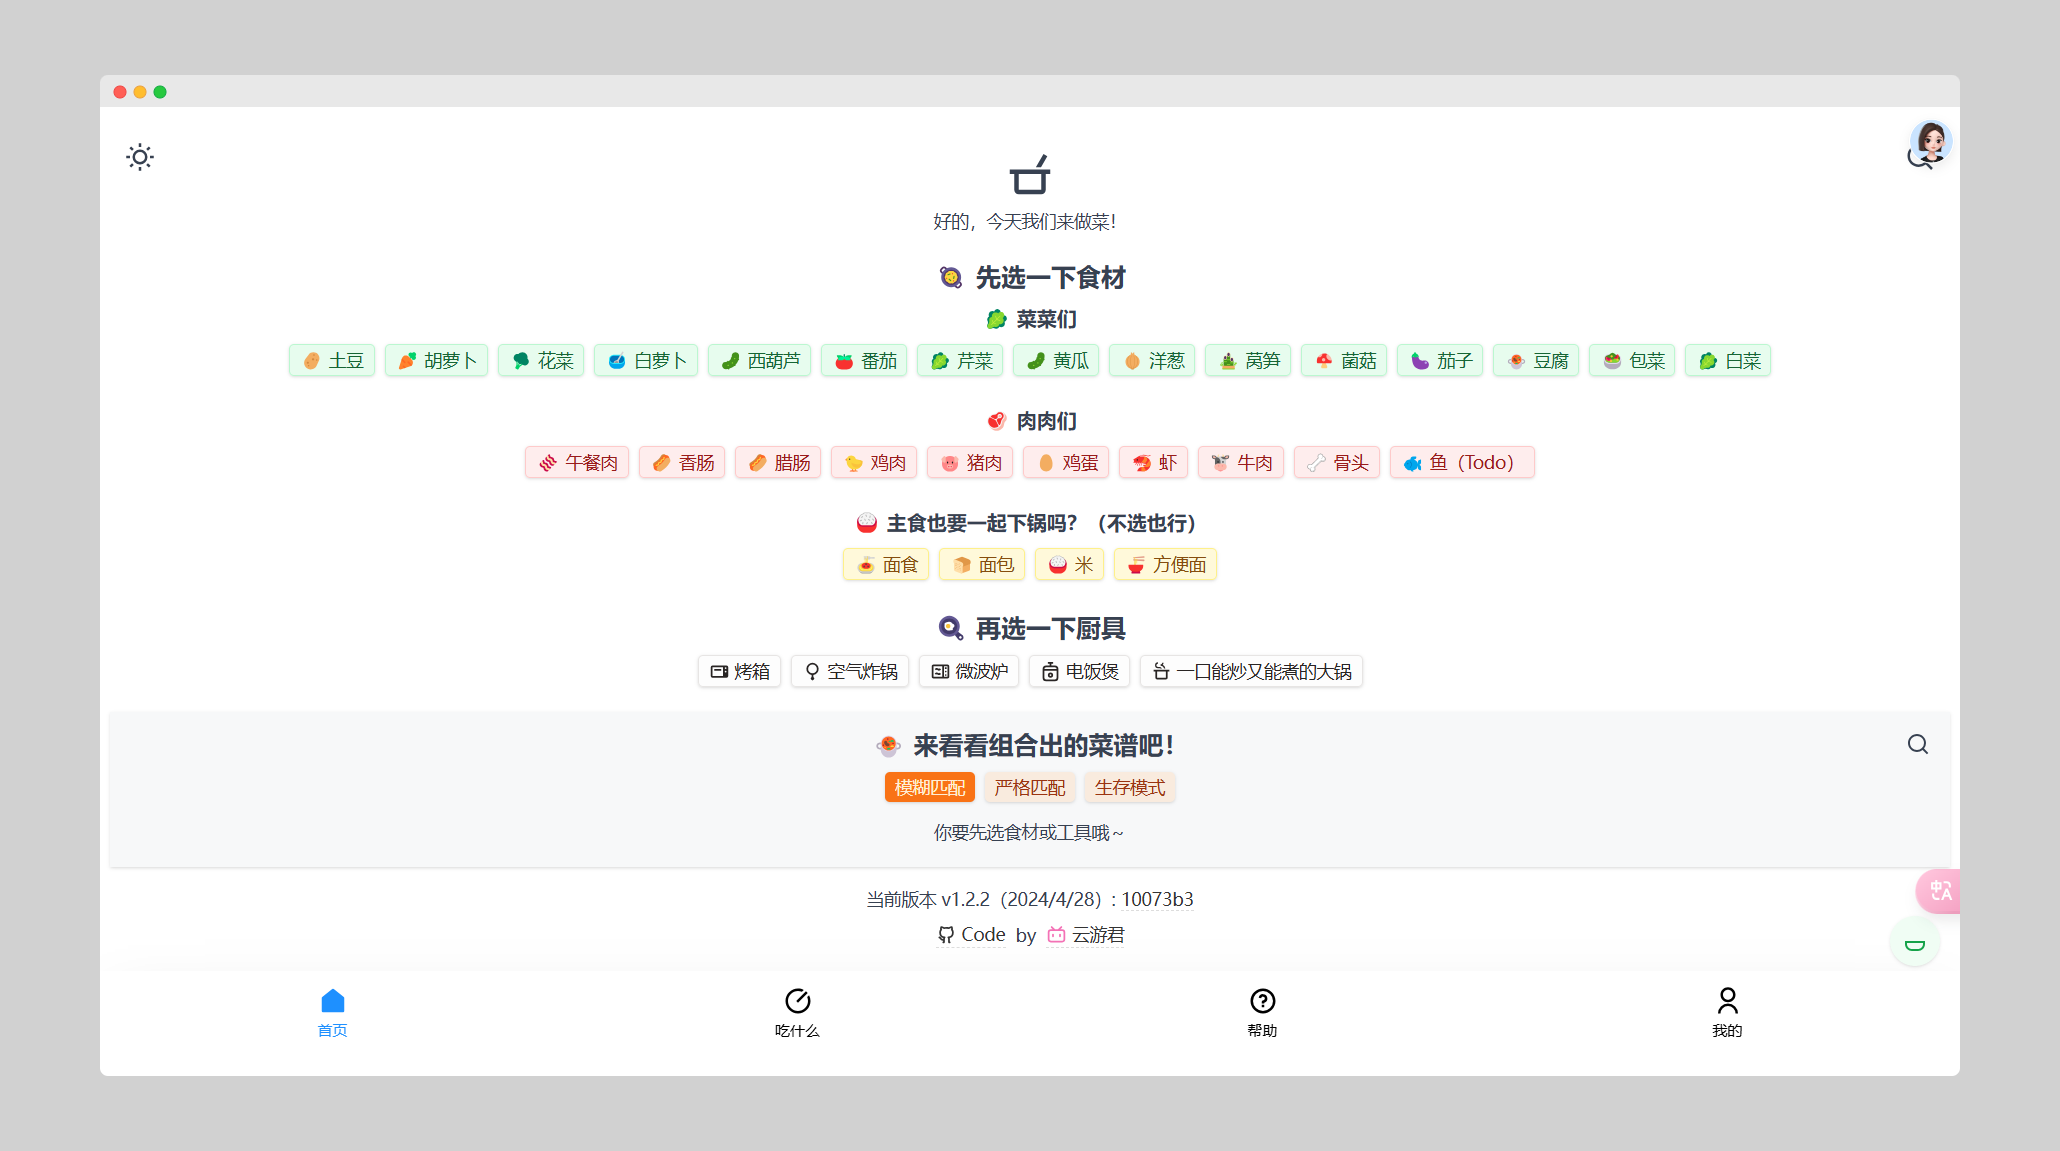 好的，今天我们来做菜！
先选一下食材
菜菜们
土豆 胡萝卜 花菜 白萝卜 西葫芦 番茄 芹菜 黄瓜 洋葱 莴笋 菌菇 茄子 豆腐 包菜 白菜
肉肉们
午餐肉 香肠 腊肠 鸡肉 猪肉 鸡蛋 虾 牛肉 骨头 鱼（Todo）
主食也要一起下锅吗？（不选也行）
面食 面包 米 方便面
再选一下厨具
烤箱 空气炸锅 微波炉 电饭煲 一口能炒又能煮的大锅
来看看组合出的菜谱吧！
模糊匹配 严格匹配 生存模式
你要先选食材或工具哦～
当前版本 v1.2.2（2024/4/28）: 10073b3
Code by 云游君
中 A
首页 吃什么 帮助 我的